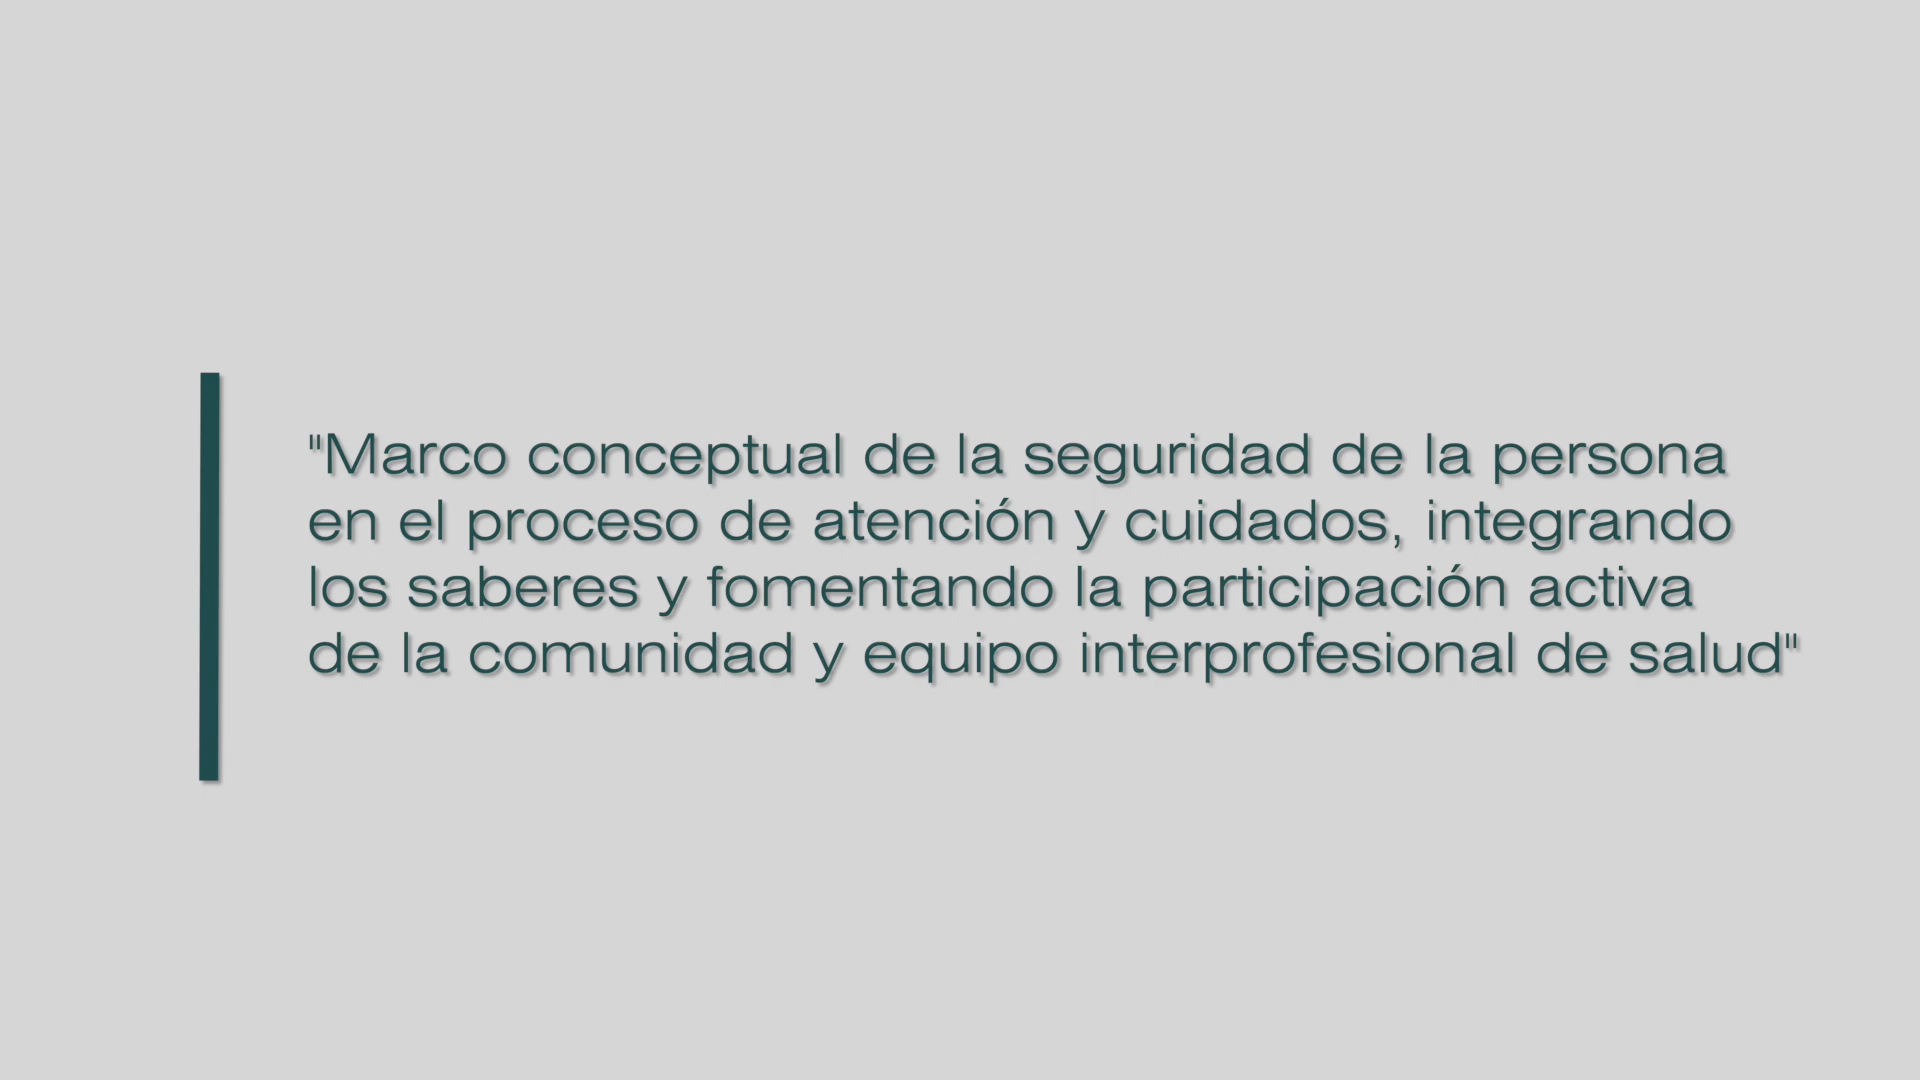 "Marco conceptual de la seguridad de la persona
en el proceso de atención y cuidados, integrando
los saberes y fomentando la participación activa
de la comunidad y equipo interprofesional de salud"